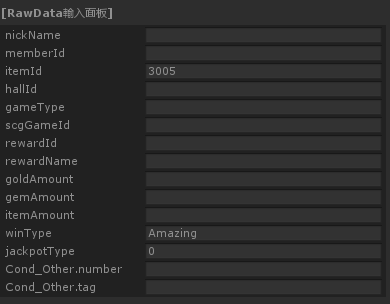 [RawData输入面板]
nickName
memberId
itemId 3005
hallId
gameType
scgGameId
rewardId
rewardName
goldAmount
gemAmount
itemAmount
winType Amazing
jackpotType 0
Cond_Other.number
Cond_Other.tag